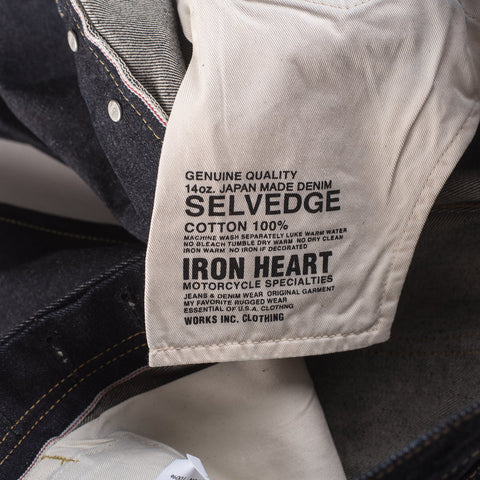 GENUINE QUALITY
14oz. JAPAN MADE DENIM
SELVEDGE
COTTON 100%
MACHINE WASH SEPARATELY LUKE WARM WATER
NO BLEACH TUMBLE DRY WARM NO DRY CLEAN
IRON WARM NO IRON IF DECORATED
IRON HEART
MOTORCYCLE SPECIALTIES
JEANS & DENIM WEAR ORIGINAL GARMENT
MY FAVORITE RUGGED WEAR
ESSENTIAL OF U.S.A. CLOTHNG
WORKS INC. CLOTHING